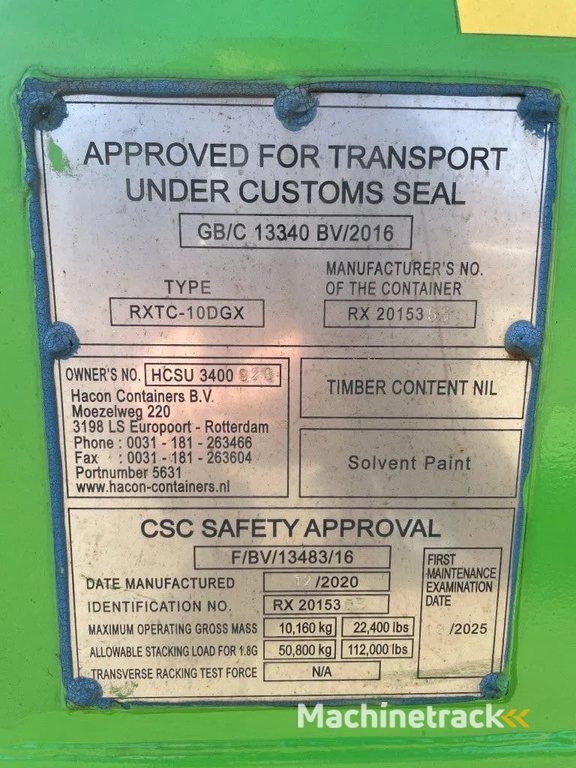 APPROVED FOR TRANSPORT
UNDER CUSTOMS SEAL
GB/C 13340 BV/2016
TYPE
RXTC-10DGX
MANUFACTURER'S NO.
OF THE CONTAINER
RX 20153
OWNER'S NO. HCSU 3400
Hacon Containers B.V.
Moezelweg 220
3198 LS Europoort - Rotterdam
Phone : 0031 - 181 - 263466
Fax : 0031 - 181 - 263604
Portnumber 5631
www.hacon-containers.nl
TIMBER CONTENT NIL
Solvent Paint
CSC SAFETY APPROVAL
F/BV/13483/16
DATE MANUFACTURED 12/2020
IDENTIFICATION NO. RX 20153
MAXIMUM OPERATING GROSS MASS 10,160 kg 22,400 lbs
ALLOWABLE STACKING LOAD FOR 1.8G 50,800 kg 112,000 lbs
TRANSVERSE RACKING TEST FORCE N/A
FIRST
MAINTENANCE
EXAMINATION
DATE
/2025
Machinetrack